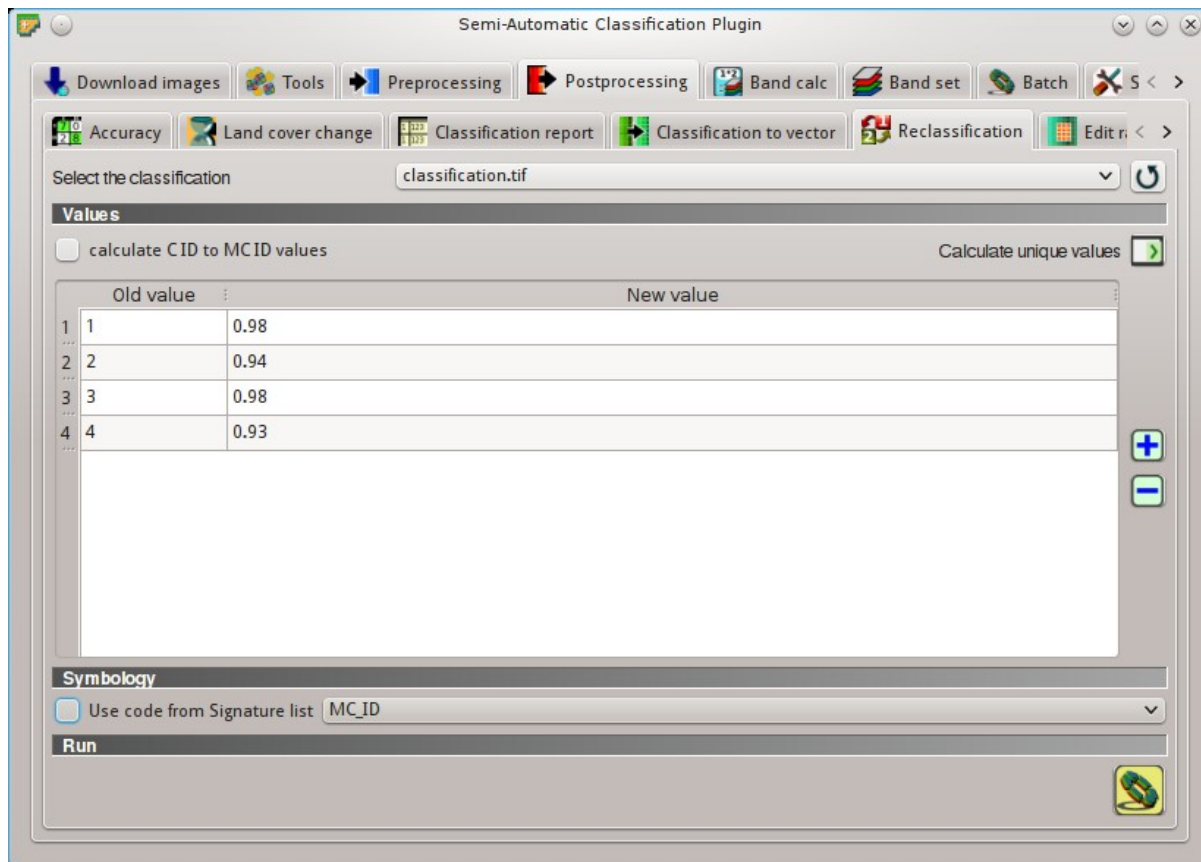 Semi-Automatic Classification Plugin
Download images Tools Preprocessing Postprocessing Band calc Band set Batch S
Accuracy Land cover change Classification report Classification to vector Reclassification Edit r
Select the classification classification.tif
Values
calculate CID to MCID values Calculate unique values
Old value New value
1 1 0.98
2 2 0.94
3 3 0.98
4 4 0.93
Symbology
Use code from Signature list MC_ID
Run